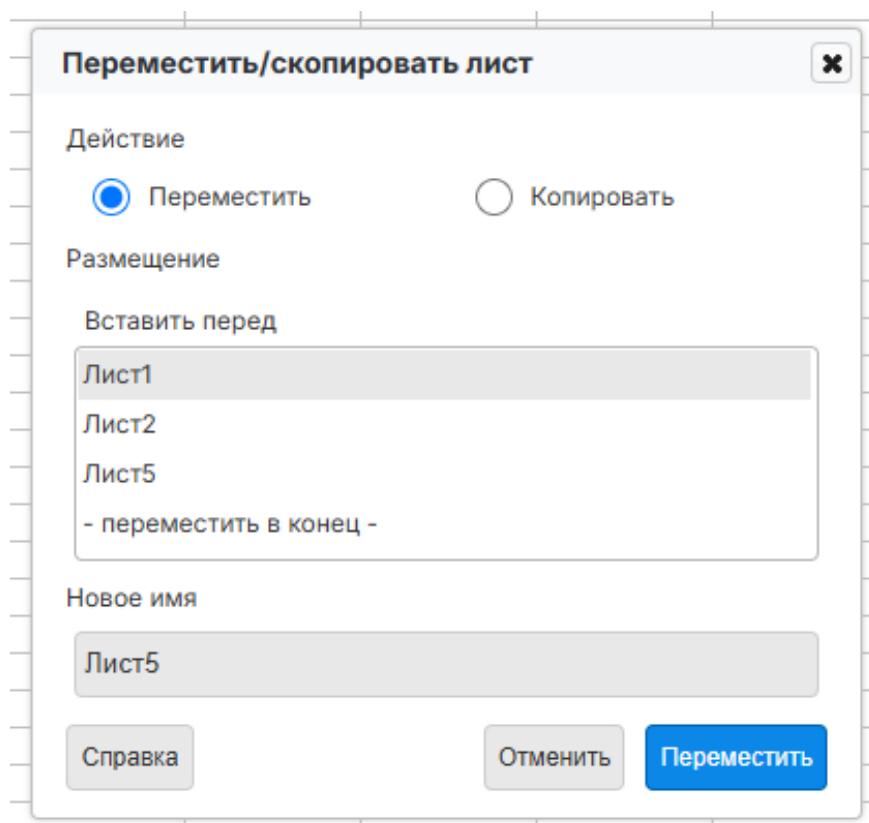 Переместить/скопировать лист
Действие
Переместить Копировать
Размещение
Вставить перед
Лист1
Лист2
Лист5
- переместить в конец -
Новое имя
Лист5
Справка Отменить Переместить